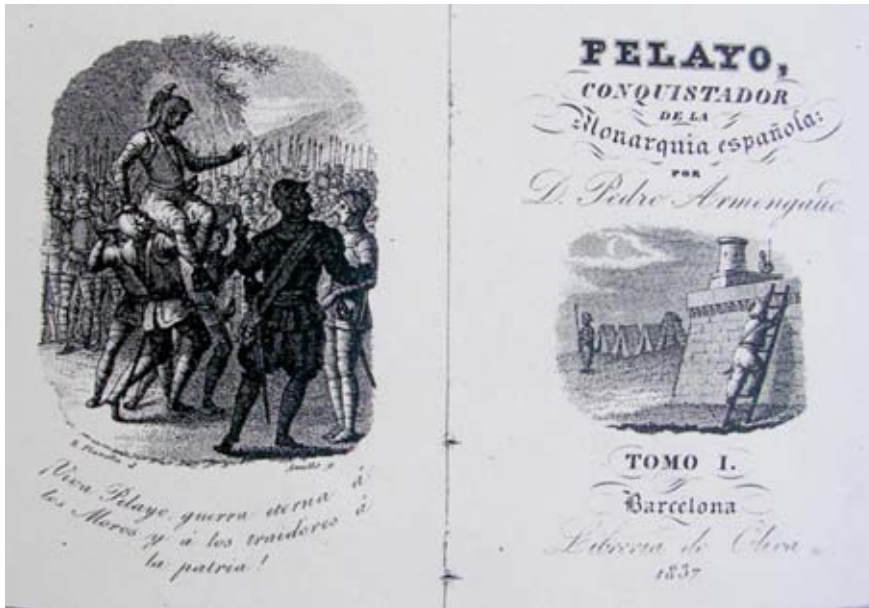 ¡Viva Pelayo, guerra eterna á
los Moros y á los traidores á
la patria!
PELAYO,
CONQUISTADOR
DE LA
Monarquia española:
POR
D. Pedro Armengaue.
TOMO I.
Barcelona
Libreria de Oliva.
1837